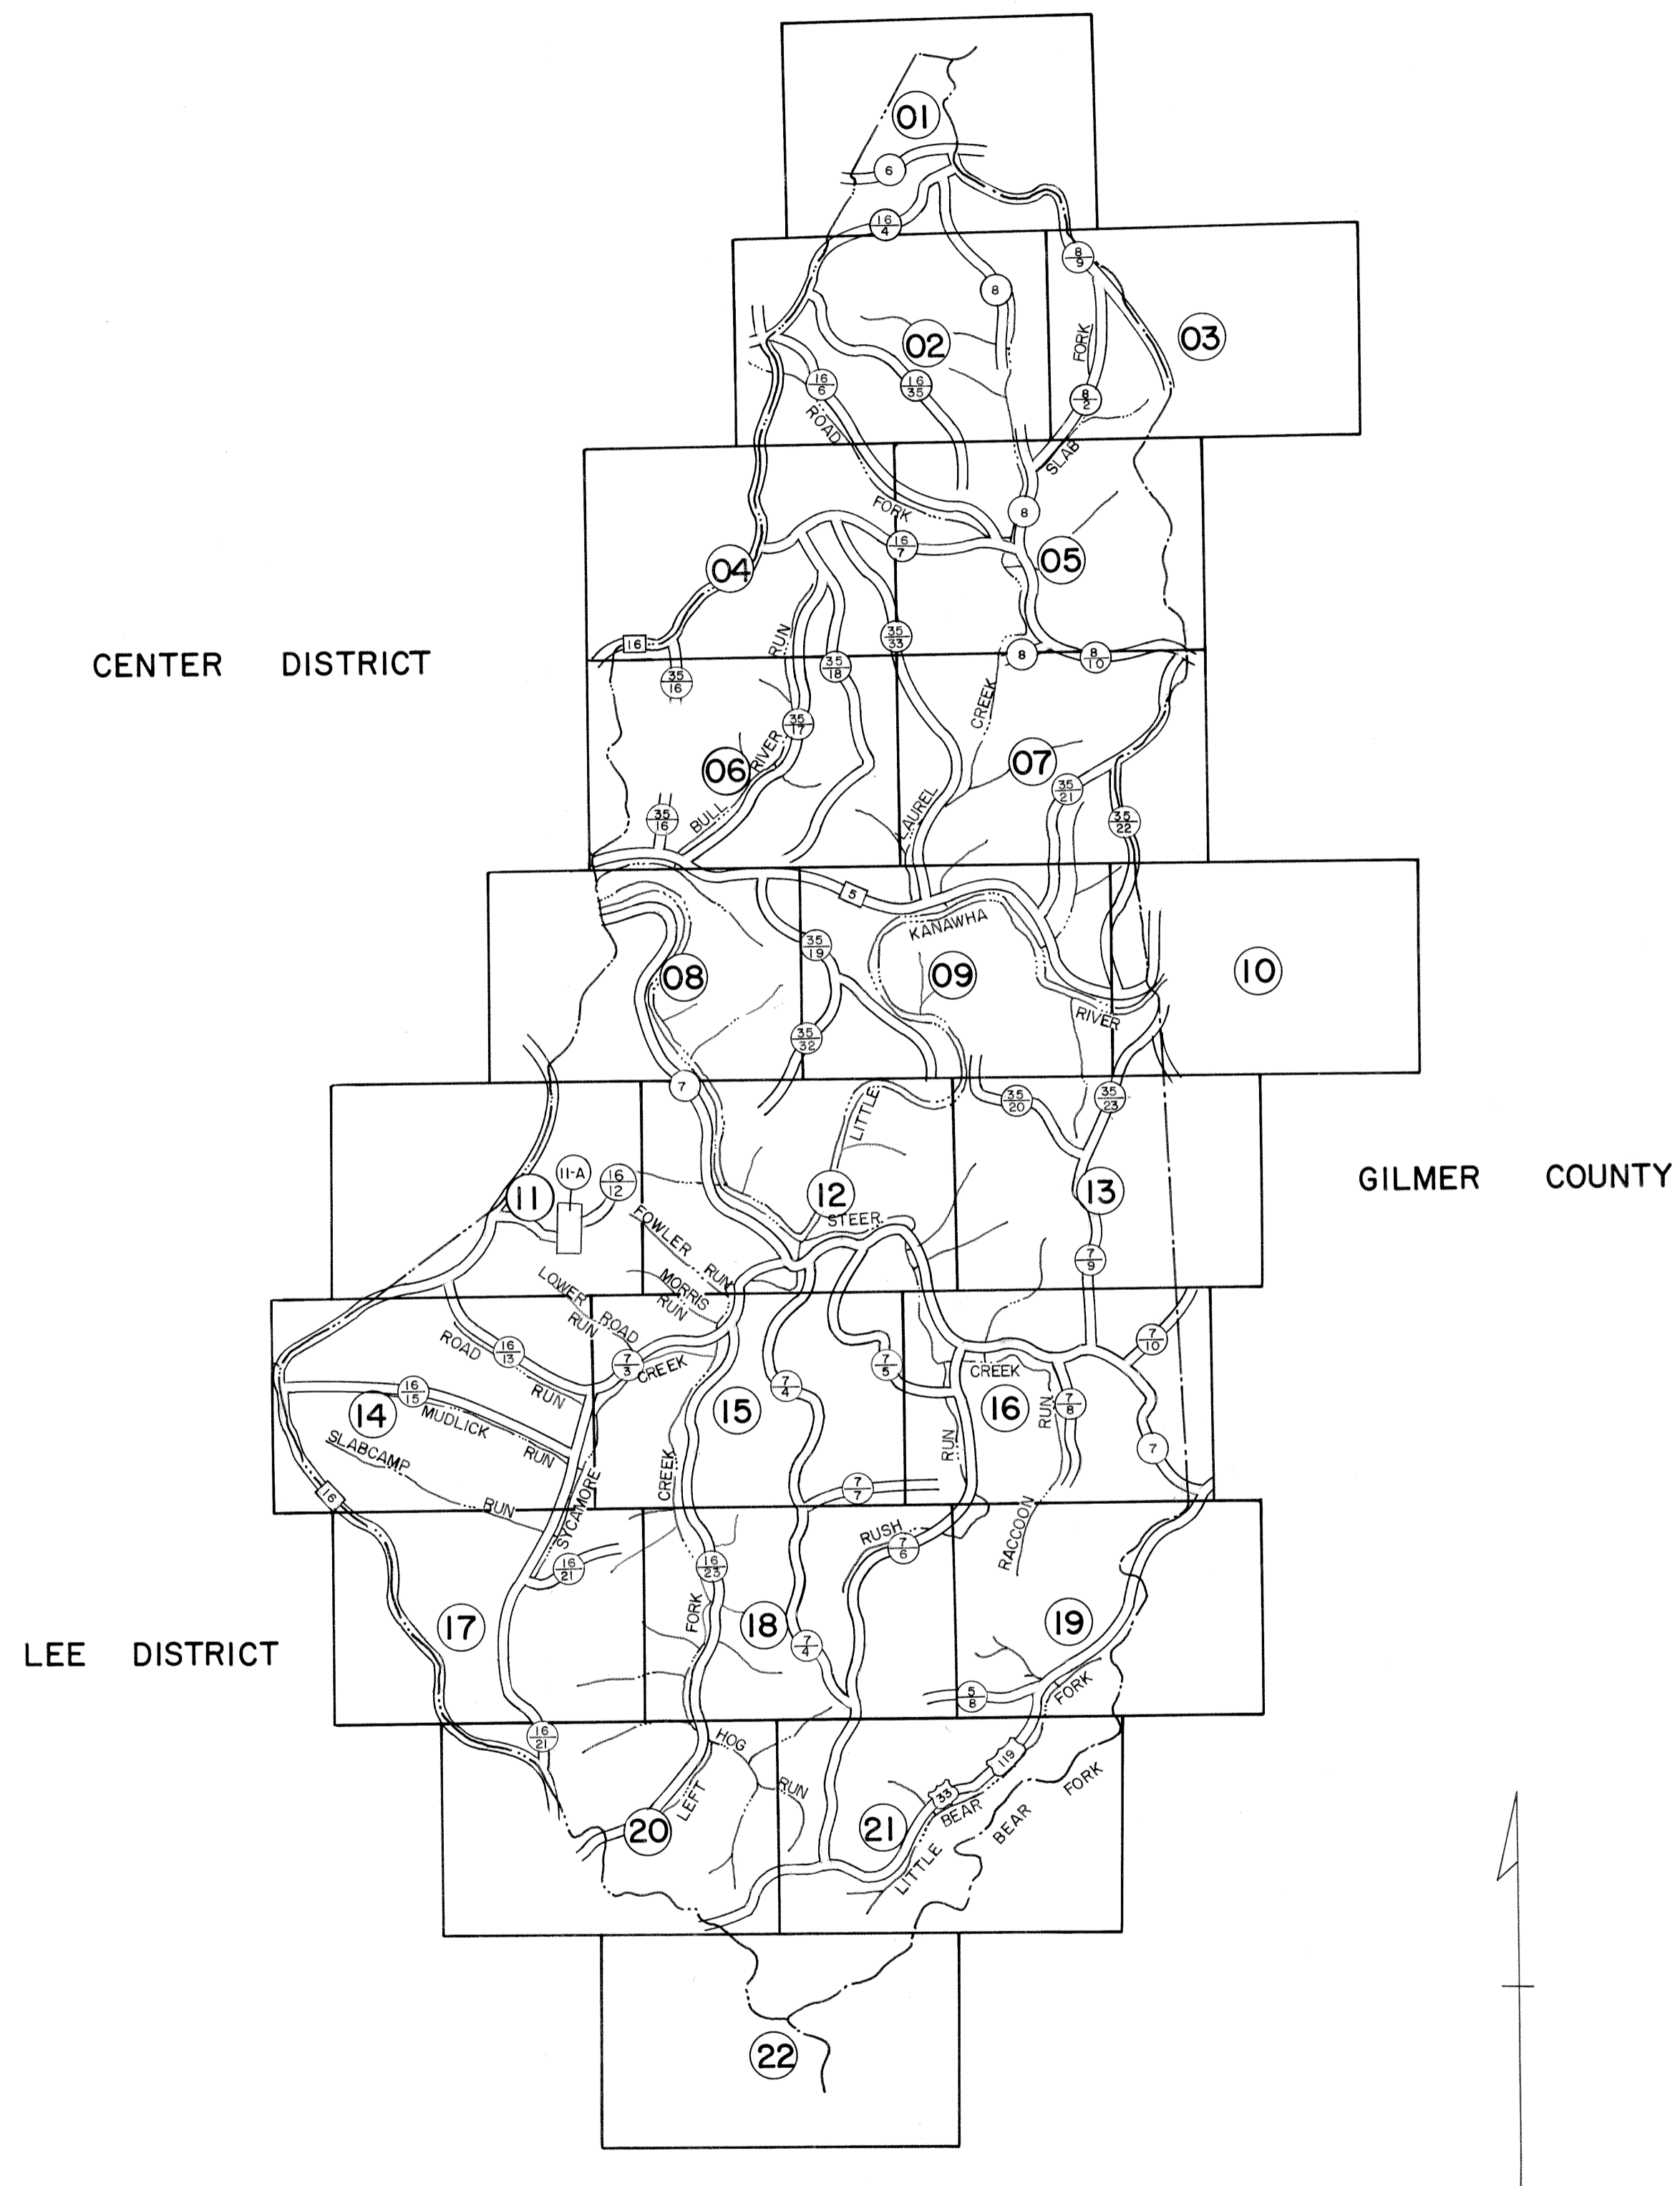 01
6
16
4
8
9
8
02
03
FORK
16
6
16
35
8
2
ROAD
SLAB
FORK
8
16
7
04
05
RUN
35
33
16
8
8
10
CENTER DISTRICT
35
16
35
18
CREEK
35
17
RIVER
06
07
35
21
35
16
BULL
LAUREL
35
22
5
KANAWHA
35
19
08
09
10
RIVER
35
32
7
35
20
35
23
LITTLE
11-A
16
12
11
12
13
GILMER COUNTY
FOWLER RUN
STEER
7
9
LOWER ROAD RUN
MORRIS RUN
ROAD RUN
16
13
7
3
CREEK
7
5
CREEK
7
10
16
15
7
4
14
MUDLICK RUN
15
16
RUN
7
8
SLABCAMP RUN
CREEK
RUN
7
16
7
7
SYCAMORE
RUSH
7
6
RACCOON
16
21
16
23
FORK
17
18
19
LEE DISTRICT
7
4
5
8
FORK
16
21
HOG RUN
119
LEFT
33
BEAR
BEAR FORK
20
21
LITTLE
22